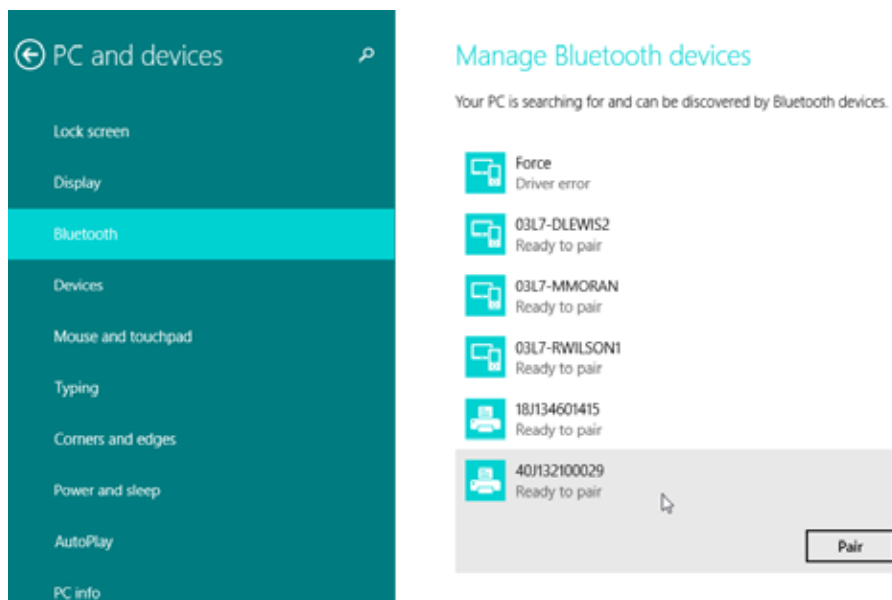 PC and devices
Lock screen
Display
Bluetooth
Devices
Mouse and touchpad
Typing
Corners and edges
Power and sleep
AutoPlay
PC info
Manage Bluetooth devices
Your PC is searching for and can be discovered by Bluetooth devices.
Force
Driver error
03L7-DLEWIS2
Ready to pair
03L7-MMORAN
Ready to pair
03L7-RWILSON1
Ready to pair
18J134601415
Ready to pair
40J132100029
Ready to pair
Pair